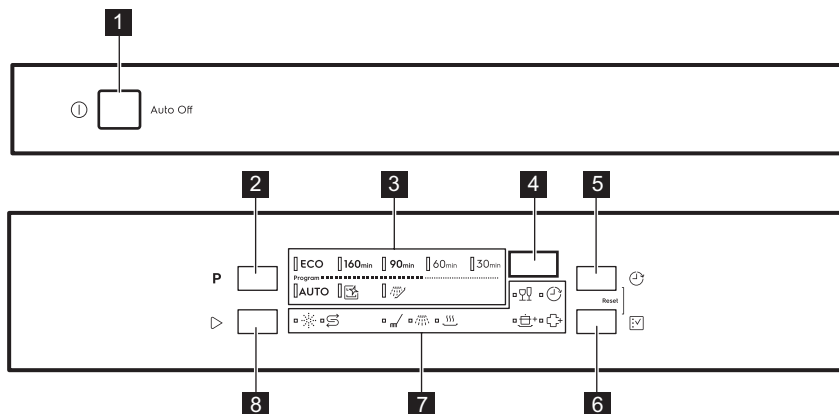 1
Auto Off
2 3 4 5
P ECO 160min 90min 60min 30min
Program
AUTO
Reset
8 7 6